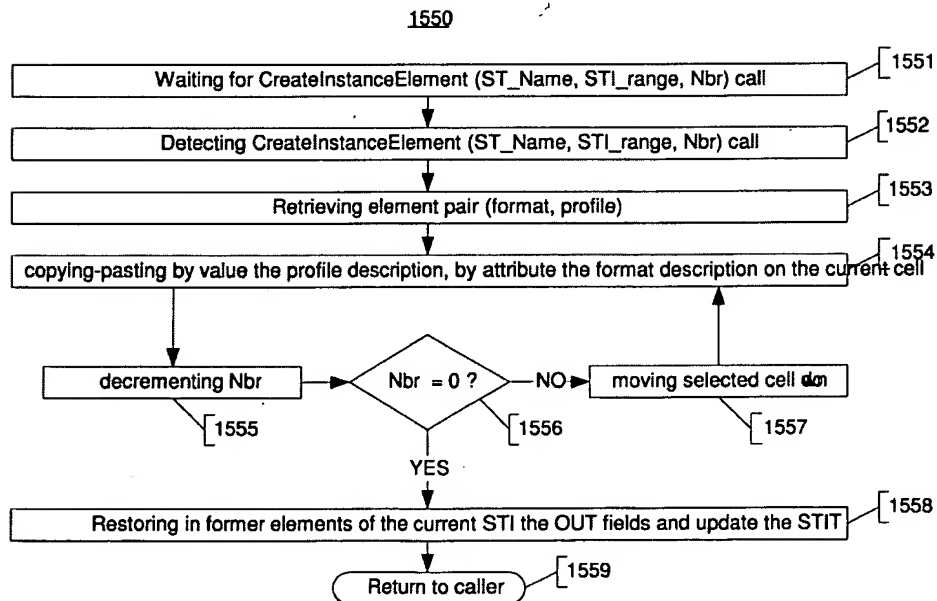 1550
Waiting for CreateInstanceElement (ST_Name, STI_range, Nbr) call
1551
Detecting CreateInstanceElement (ST_Name, STI_range, Nbr) call
1552
Retrieving element pair (format, profile)
1553
copying-pasting by value the profile description, by attribute the format description on the current cell
1554
decrementing Nbr
1555
Nbr = 0 ?
1556
NO
moving selected cell
1557
YES
Restoring in former elements of the current STI the OUT fields and update the STIT
1558
Return to caller
1559